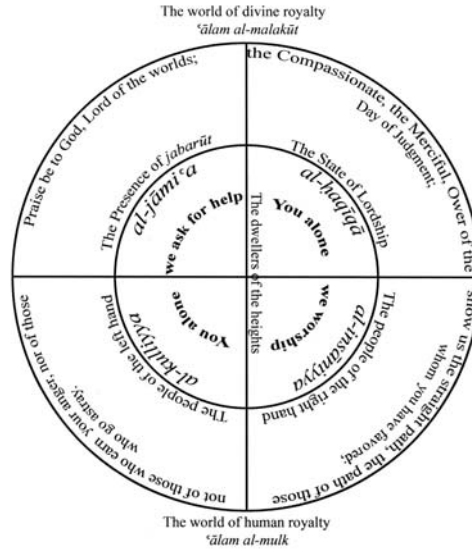 The world of divine royalty
ʿālam al-malakūt
Praise be to God, Lord of the worlds;
the Compassionate, the Merciful, Ower of the
Day of Judgment;
The Presence of jabarūt
The State of Lordship
al-jāmiʿa
al-ḥaqīqā
we ask for help
You alone
The dwellers of the heights
You alone
we worship
al-kulliyya
al-insāniyya
The people of the left hand
The people of the right hand
not of those who earn your anger, nor of those
who go astray;
show us the straight path, the path of those
whom you have favored;
The world of human royalty
ʿālam al-mulk